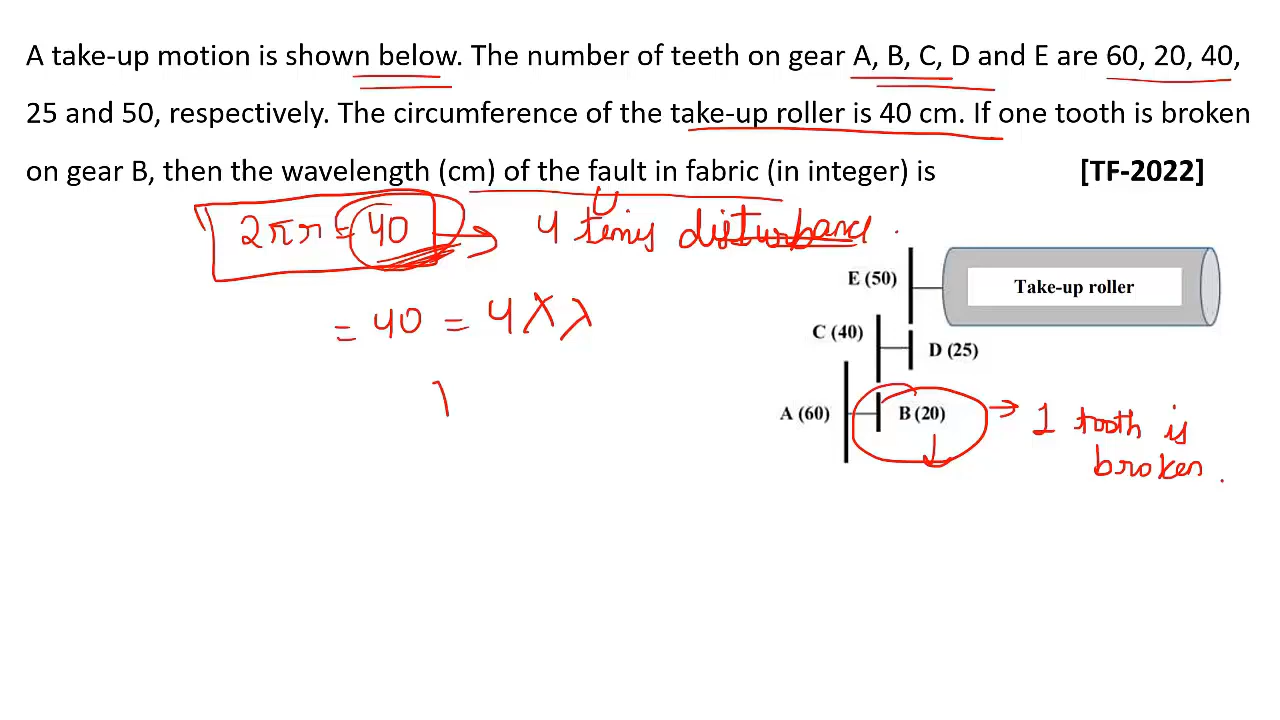 A take-up motion is shown below. The number of teeth on gear A, B, C, D and E are 60, 20, 40,
25 and 50, respectively. The circumference of the take-up roller is 40 cm. If one tooth is broken
on gear B, then the wavelength (cm) of the fault in fabric (in integer) is [TF-2022]
2πr = 40 → 4 times disturbance.
= 40 = 4 × λ
E (50)
Take-up roller
C (40)
D (25)
A (60)
B (20)
→ 1 tooth is
broken.